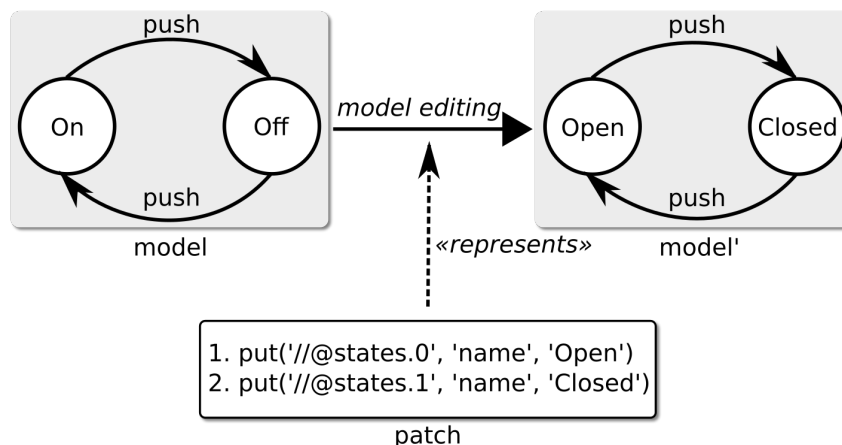 push
On
Off
push
model
model editing
«represents»
push
Open
Closed
push
model'
1. put('//@states.0', 'name', 'Open')
2. put('//@states.1', 'name', 'Closed')
patch